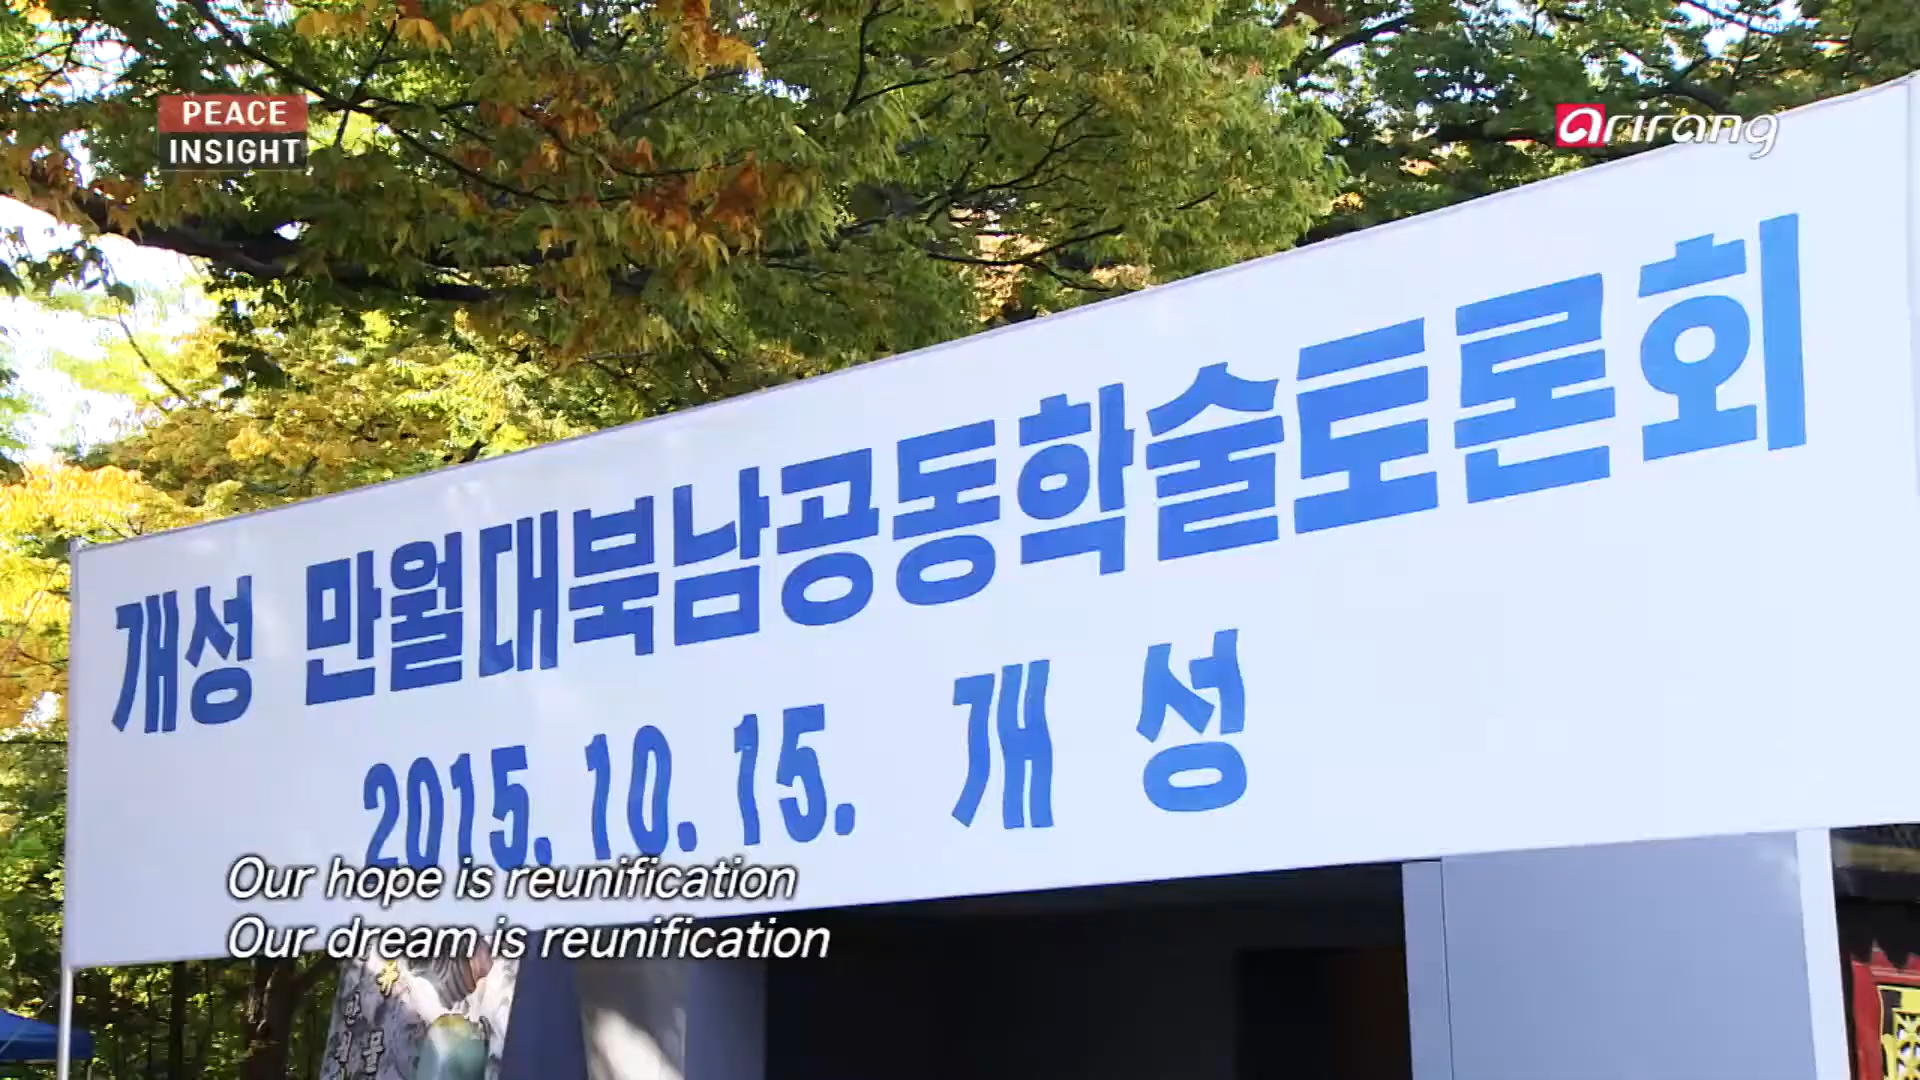 PEACE
INSIGHT
arirang
개성 만월대북남공동학술토론회
2015. 10. 15. 개 성
Our hope is reunification
Our dream is reunification